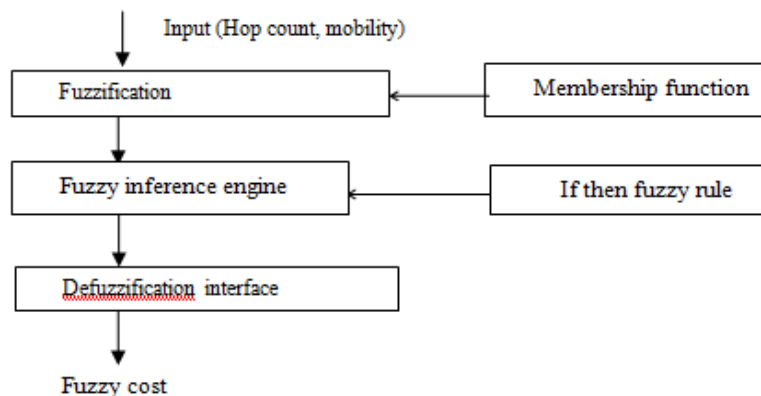 Input (Hop count, mobility)
Fuzzification
Membership function
Fuzzy inference engine
If then fuzzy rule
Defuzzification interface
Fuzzy cost